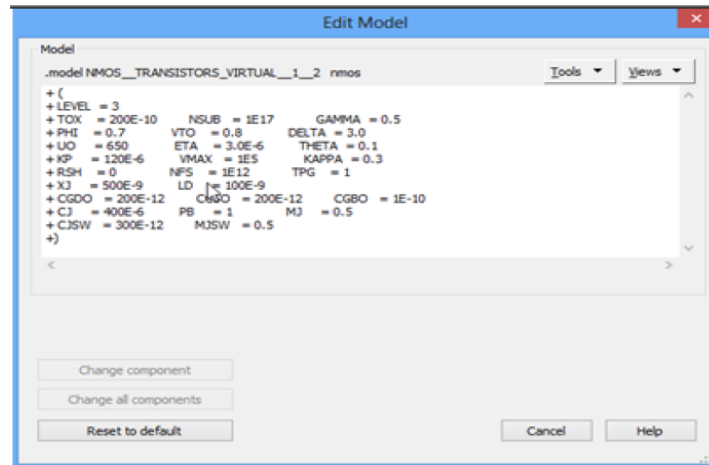 Edit Model
Model
.model NMOS__TRANSISTORS_VIRTUAL__1__2 nmos
Tools
Views
+ (
+ LEVEL = 3
+ TOX = 200E-10 NSUB = 1E17 GAMMA = 0.5
+ PHI = 0.7 VTO = 0.8 DELTA = 3.0
+ UO = 650 ETA = 3.0E-6 THETA = 0.1
+ KP = 120E-6 VMAX = 1E5 KAPPA = 0.3
+ RSH = 0 NFS = 1E12 TPG = 1
+ XJ = 500E-9 LD = 100E-9
+ CGDO = 200E-12 CGSO = 200E-12 CGBO = 1E-10
+ CJ = 400E-6 PB = 1 MJ = 0.5
+ CJSW = 300E-12 MJSW = 0.5
+)
Change component
Change all components
Reset to default
Cancel
Help